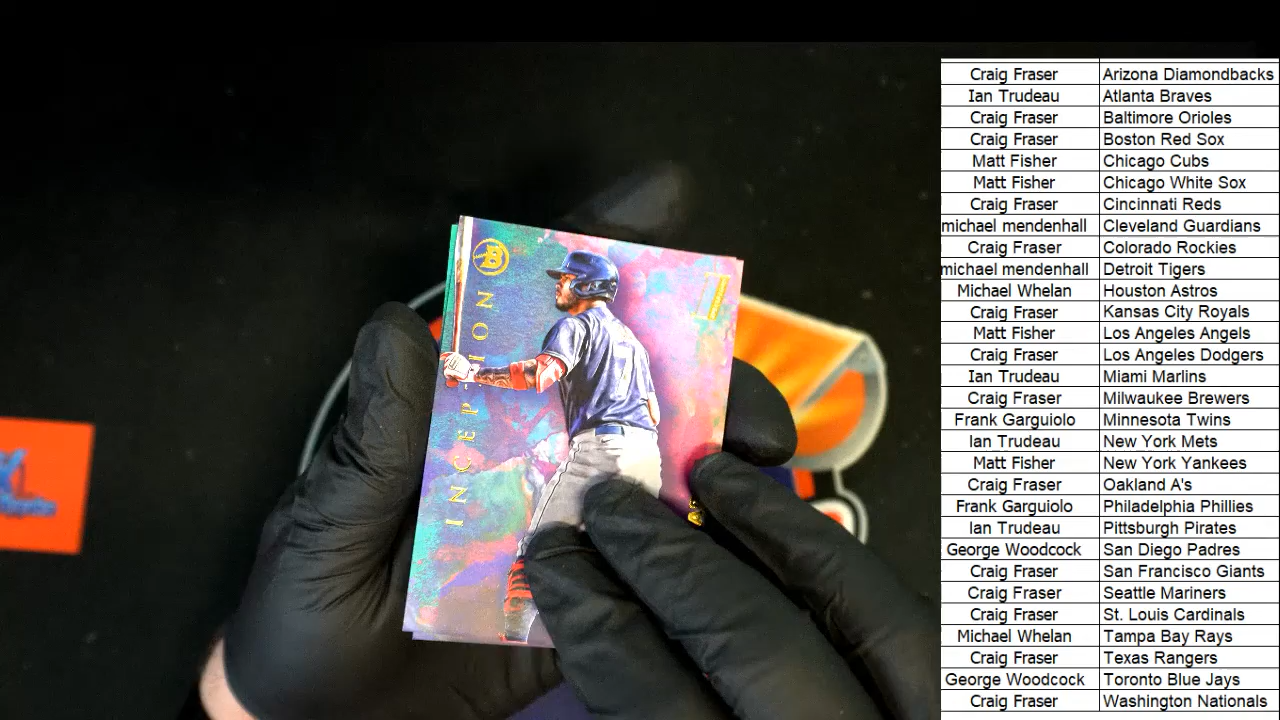 INCEPTION
B
Craig Fraser Arizona Diamondbacks
Ian Trudeau Atlanta Braves
Craig Fraser Baltimore Orioles
Craig Fraser Boston Red Sox
Matt Fisher Chicago Cubs
Matt Fisher Chicago White Sox
Craig Fraser Cincinnati Reds
michael mendenhall Cleveland Guardians
Craig Fraser Colorado Rockies
michael mendenhall Detroit Tigers
Michael Whelan Houston Astros
Craig Fraser Kansas City Royals
Matt Fisher Los Angeles Angels
Craig Fraser Los Angeles Dodgers
Ian Trudeau Miami Marlins
Craig Fraser Milwaukee Brewers
Frank Garguiolo Minnesota Twins
Ian Trudeau New York Mets
Matt Fisher New York Yankees
Craig Fraser Oakland A's
Frank Garguiolo Philadelphia Phillies
Ian Trudeau Pittsburgh Pirates
George Woodcock San Diego Padres
Craig Fraser San Francisco Giants
Craig Fraser Seattle Mariners
Craig Fraser St. Louis Cardinals
Michael Whelan Tampa Bay Rays
Craig Fraser Texas Rangers
George Woodcock Toronto Blue Jays
Craig Fraser Washington Nationals